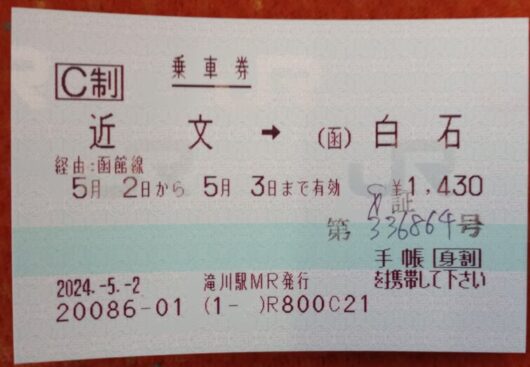 C制 乗車券
近文 → (函)白石
経由:函館線
5月 2日から 5月 3日まで有効 ¥1,430
証
第 336864号
手帳 身割
を携帯して下さい
2024.-5.-2 滝川駅MR発行
20086-01 (1- )R800C21